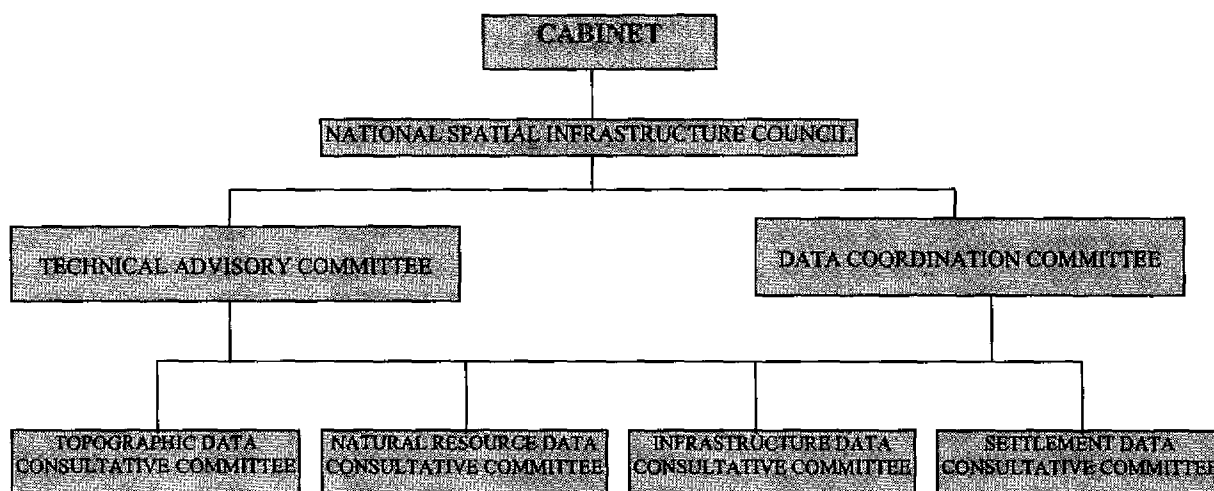 CABINET
NATIONAL SPATIAL INFRASTRUCTURE COUNCIL
TECHNICAL ADVISORY COMMITTEE
DATA COORDINATION COMMITTEE
TOPOGRAPHIC DATA
CONSULTATIVE COMMITTEE
NATURAL RESOURCE DATA
CONSULTATIVE COMMITTEE
INFRASTRUCTURE DATA
CONSULTATIVE COMMITTEE
SETTLEMENT DATA
CONSULTATIVE COMMITTEE